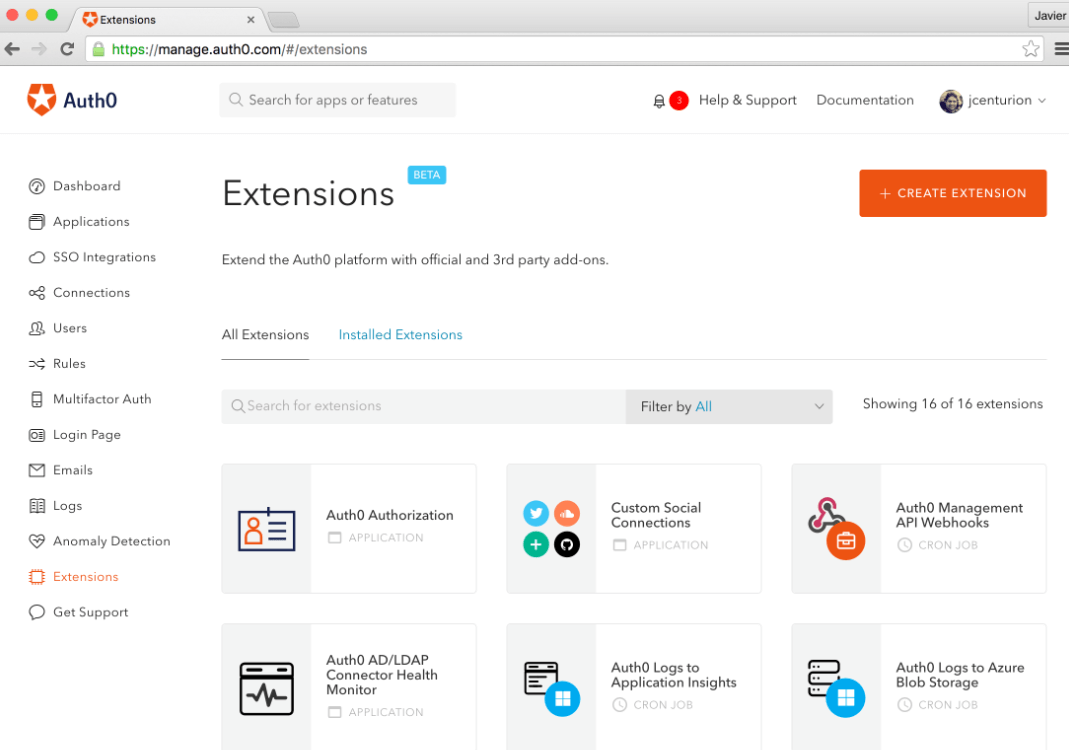 Extensions
Javier
https://manage.auth0.com/#/extensions
Auth0
Search for apps or features
3
Help & Support
Documentation
jcenturion
Dashboard
Applications
SSO Integrations
Connections
Users
Rules
Multifactor Auth
Login Page
Emails
Logs
Anomaly Detection
Extensions
Get Support
Extensions
BETA
+ CREATE EXTENSION
Extend the Auth0 platform with official and 3rd party add-ons.
All Extensions
Installed Extensions
Search for extensions
Filter by All
Showing 16 of 16 extensions
Auth0 Authorization
APPLICATION
Custom Social
Connections
APPLICATION
Auth0 Management
API Webhooks
CRON JOB
Auth0 AD/LDAP
Connector Health
Monitor
APPLICATION
Auth0 Logs to
Application Insights
CRON JOB
Auth0 Logs to Azure
Blob Storage
CRON JOB